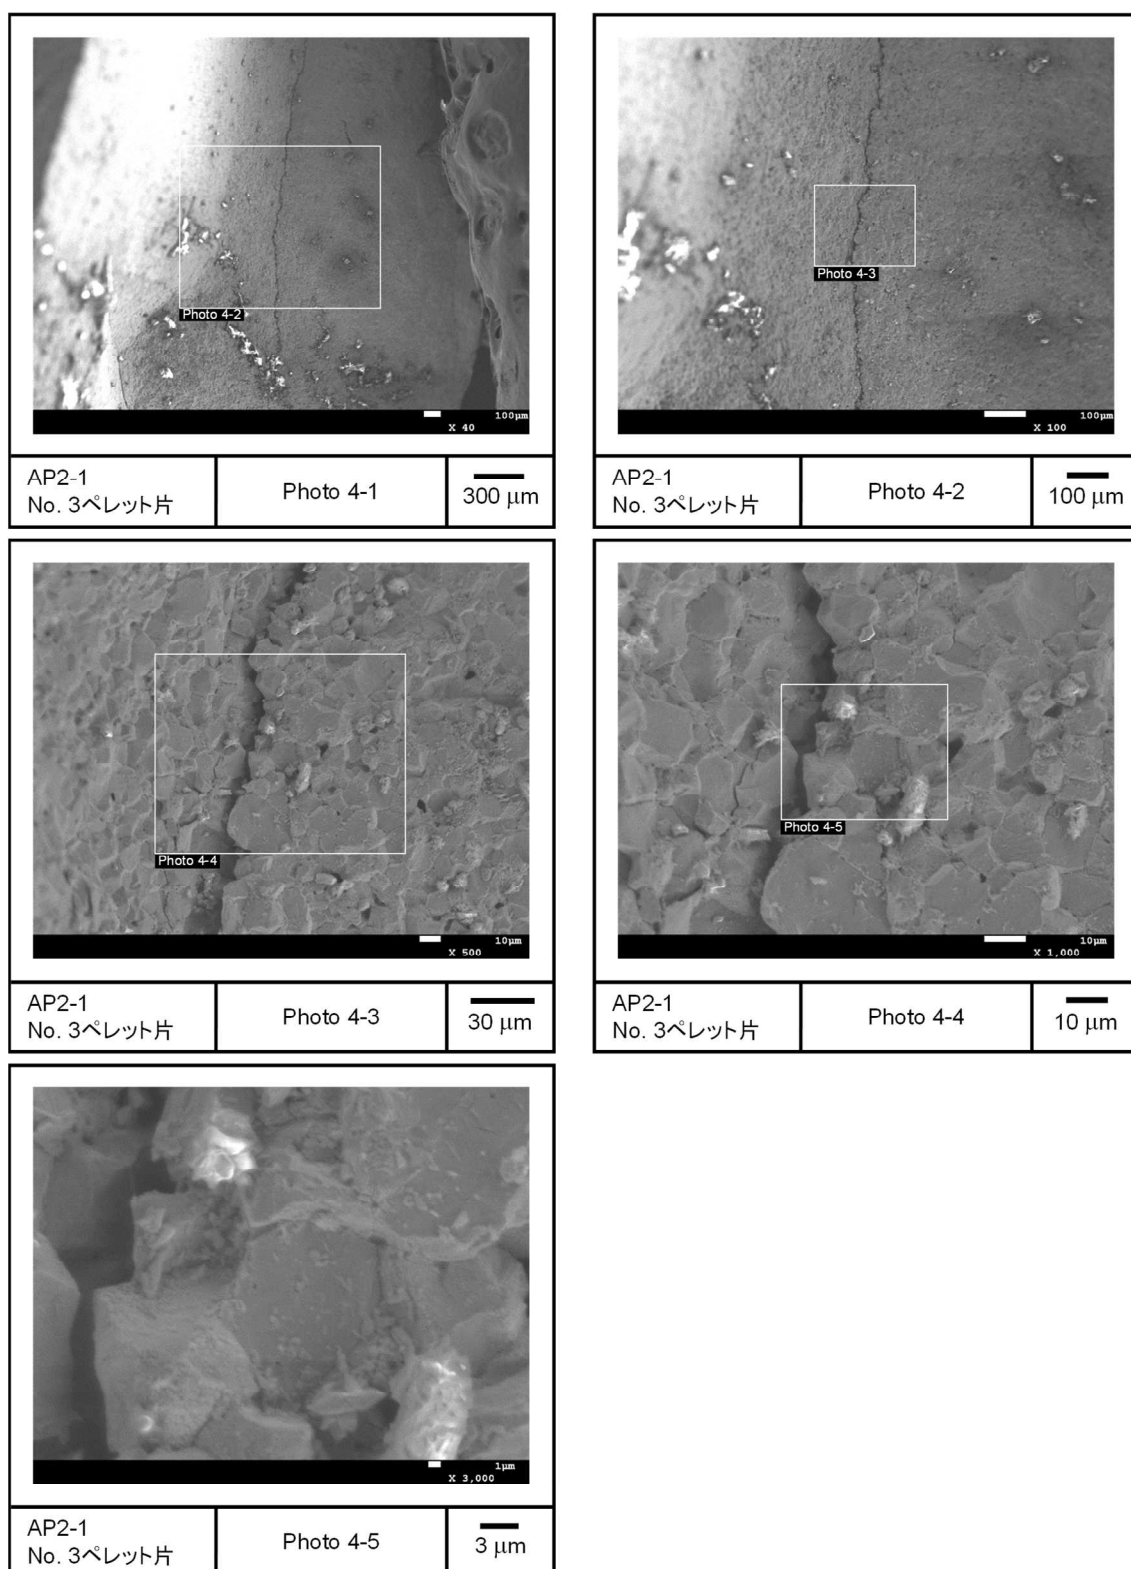 Photo 4-2
100μm
X 40
AP2-1
No. 3ペレット片
Photo 4-1
300 μm
Photo 4-3
100μm
X 100
AP2-1
No. 3ペレット片
Photo 4-2
100 μm
Photo 4-4
10μm
X 500
AP2-1
No. 3ペレット片
Photo 4-3
30 μm
Photo 4-5
10μm
X 1,000
AP2-1
No. 3ペレット片
Photo 4-4
10 μm
1μm
X 3,000
AP2-1
No. 3ペレット片
Photo 4-5
3 μm